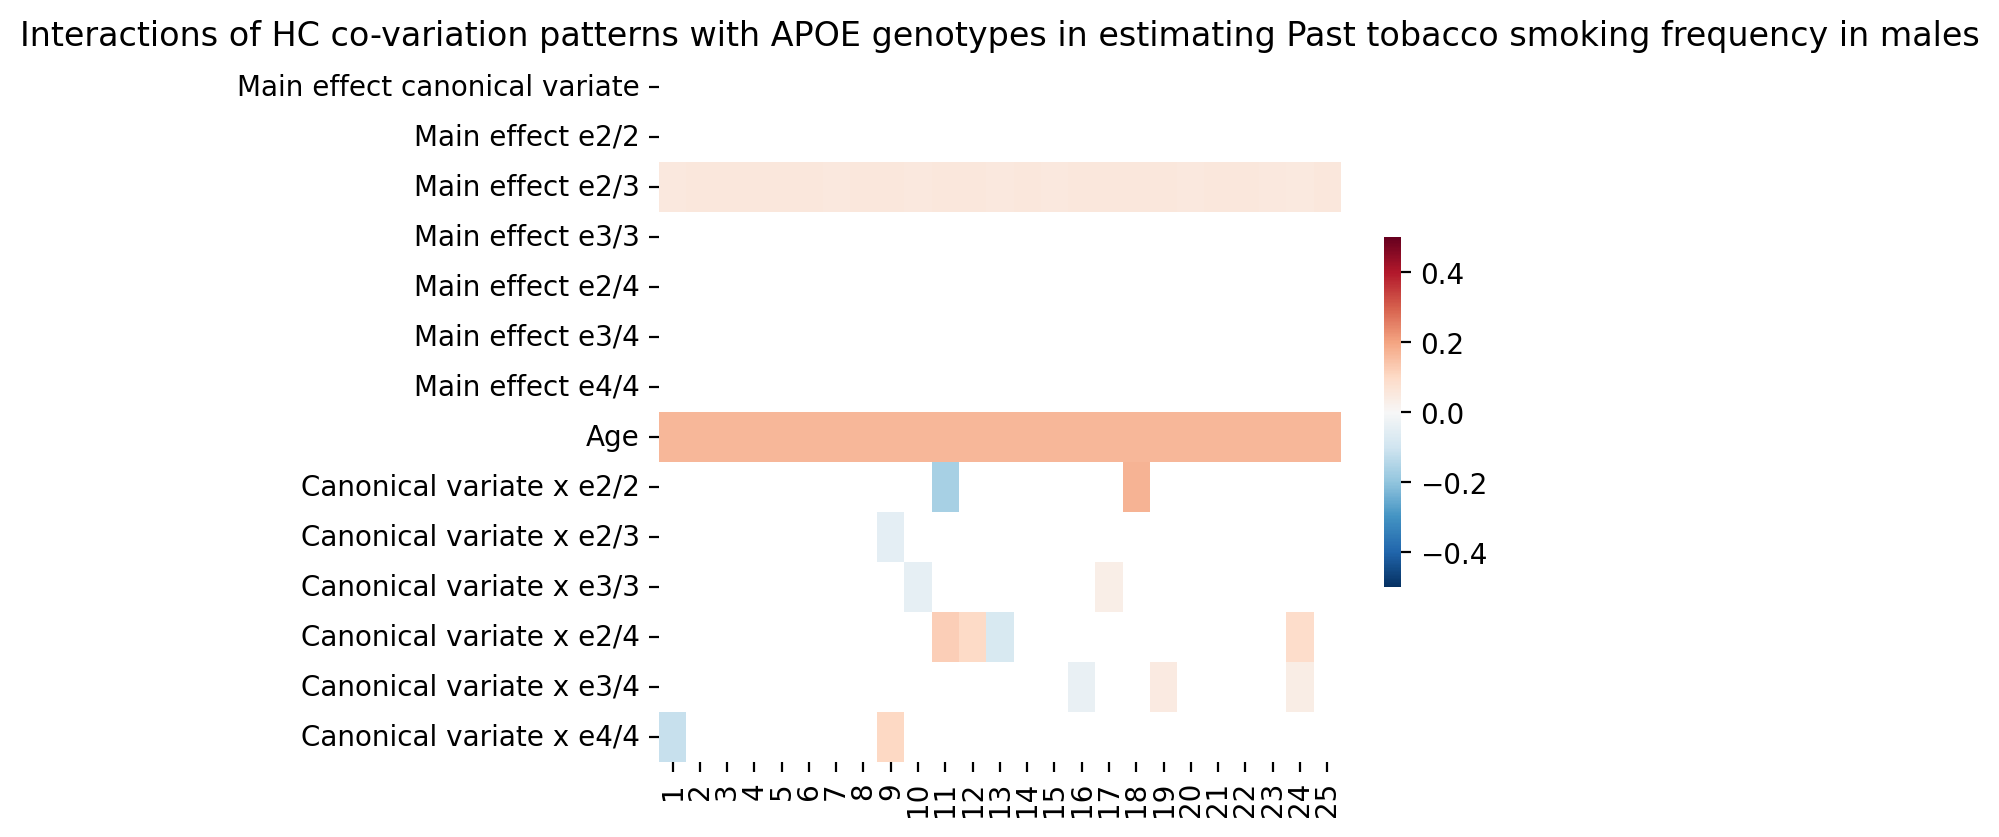 Interactions of HC co-variation patterns with APOE genotypes in estimating Past tobacco smoking frequency in males
Main effect canonical variate
Main effect e2/2
Main effect e2/3
Main effect e3/3
Main effect e2/4
Main effect e3/4
Main effect e4/4
Age
Canonical variate x e2/2
Canonical variate x e2/3
Canonical variate x e3/3
Canonical variate x e2/4
Canonical variate x e3/4
Canonical variate x e4/4
1 2 3 4 5 6 7 8 9 10 11 12 13 14 15 16 17 18 19 20 21 22 23 24 25
0.4
0.2
0.0
−0.2
−0.4